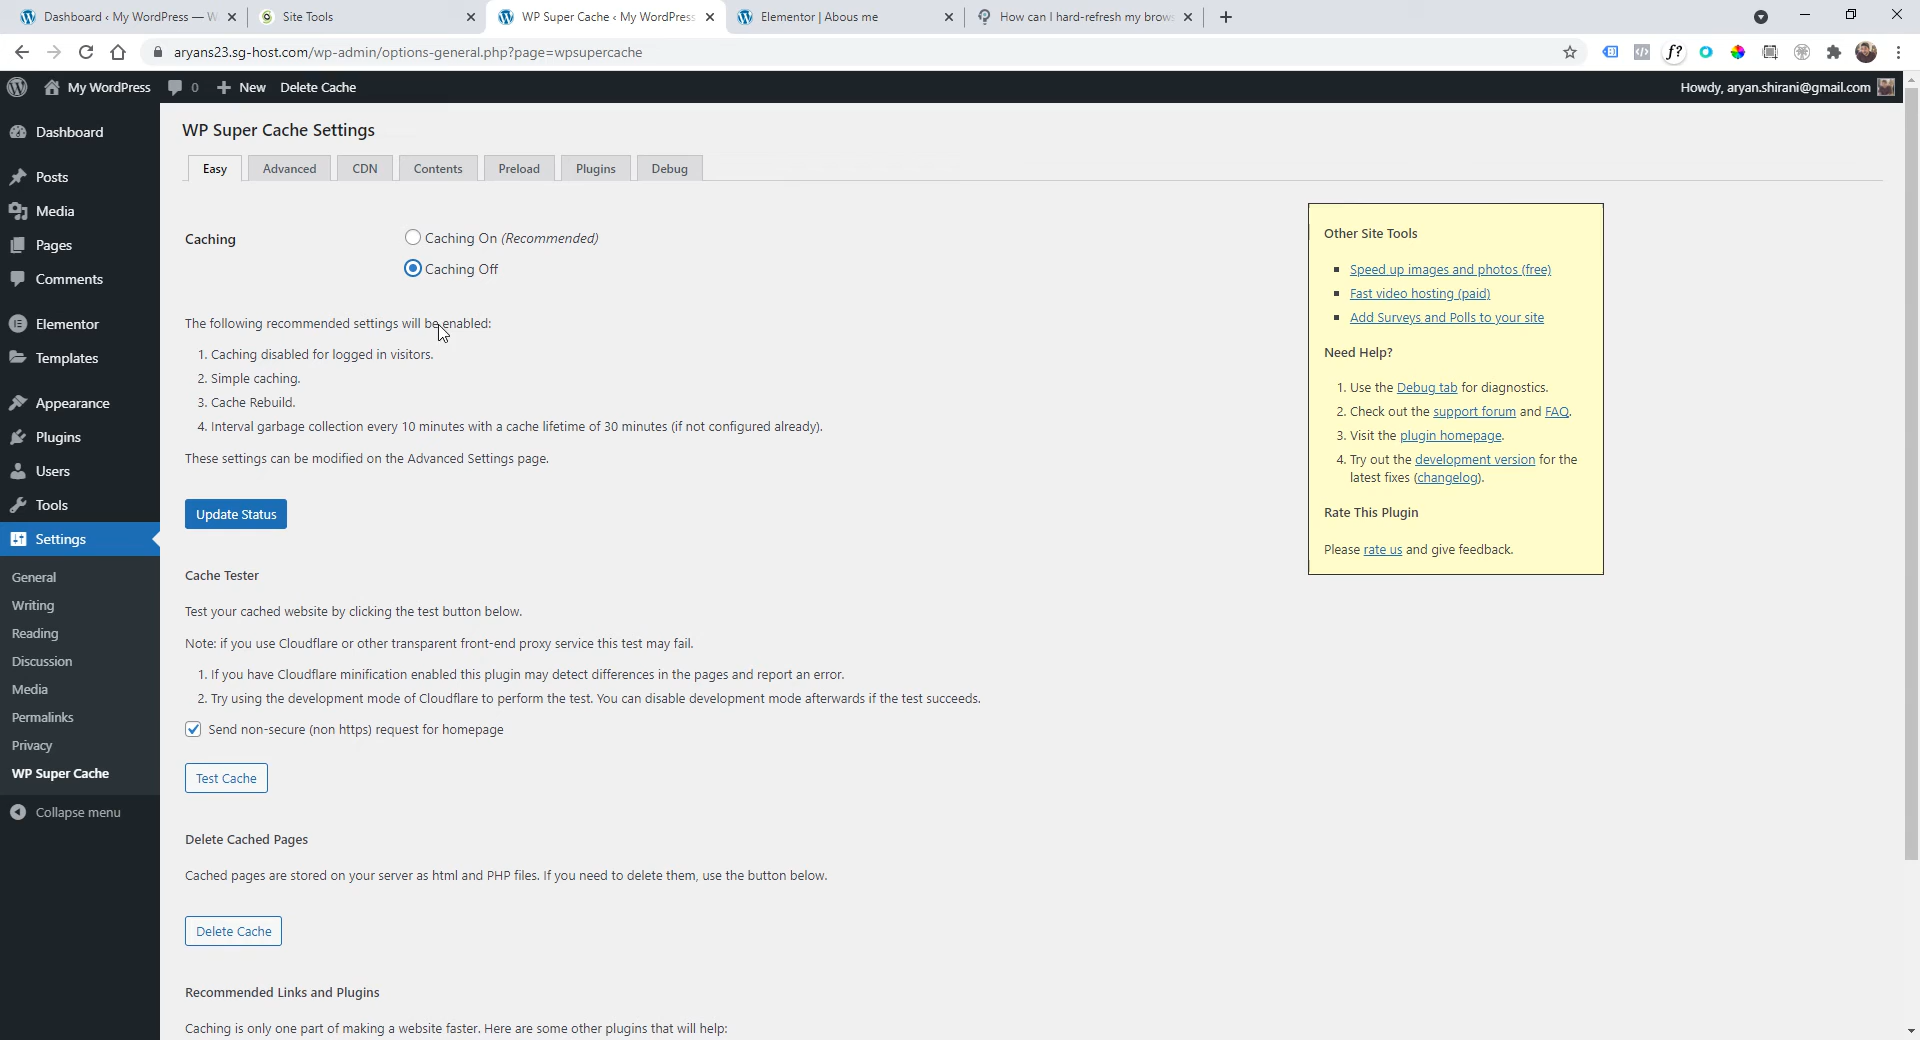 Dashboard ‹ My WordPress — W
Site Tools
WP Super Cache ‹ My WordPress
Elementor | Abous me
How can I hard-refresh my brow
aryans23.sg-host.com/wp-admin/options-general.php?page=wpsupercache
My WordPress
0
New
Delete Cache
Howdy, aryan.shirani@gmail.com
Dashboard
Posts
Media
Pages
Comments
Elementor
Templates
Appearance
Plugins
Users
Tools
Settings
General
Writing
Reading
Discussion
Media
Permalinks
Privacy
WP Super Cache
Collapse menu
WP Super Cache Settings
Easy
Advanced
CDN
Contents
Preload
Plugins
Debug
Caching
Caching On (Recommended)
Caching Off
The following recommended settings will be enabled:
1. Caching disabled for logged in visitors.
2. Simple caching.
3. Cache Rebuild.
4. Interval garbage collection every 10 minutes with a cache lifetime of 30 minutes (if not configured already).
These settings can be modified on the Advanced Settings page.
Update Status
Cache Tester
Test your cached website by clicking the test button below.
Note: if you use Cloudflare or other transparent front-end proxy service this test may fail.
1. If you have Cloudflare minification enabled this plugin may detect differences in the pages and report an error.
2. Try using the development mode of Cloudflare to perform the test. You can disable development mode afterwards if the test succeeds.
Send non-secure (non https) request for homepage
Test Cache
Delete Cached Pages
Cached pages are stored on your server as html and PHP files. If you need to delete them, use the button below.
Delete Cache
Recommended Links and Plugins
Caching is only one part of making a website faster. Here are some other plugins that will help:
Other Site Tools
Speed up images and photos (free)
Fast video hosting (paid)
Add Surveys and Polls to your site
Need Help?
1. Use the Debug tab for diagnostics.
2. Check out the support forum and FAQ.
3. Visit the plugin homepage.
4. Try out the development version for the
latest fixes (changelog).
Rate This Plugin
Please rate us and give feedback.
f?